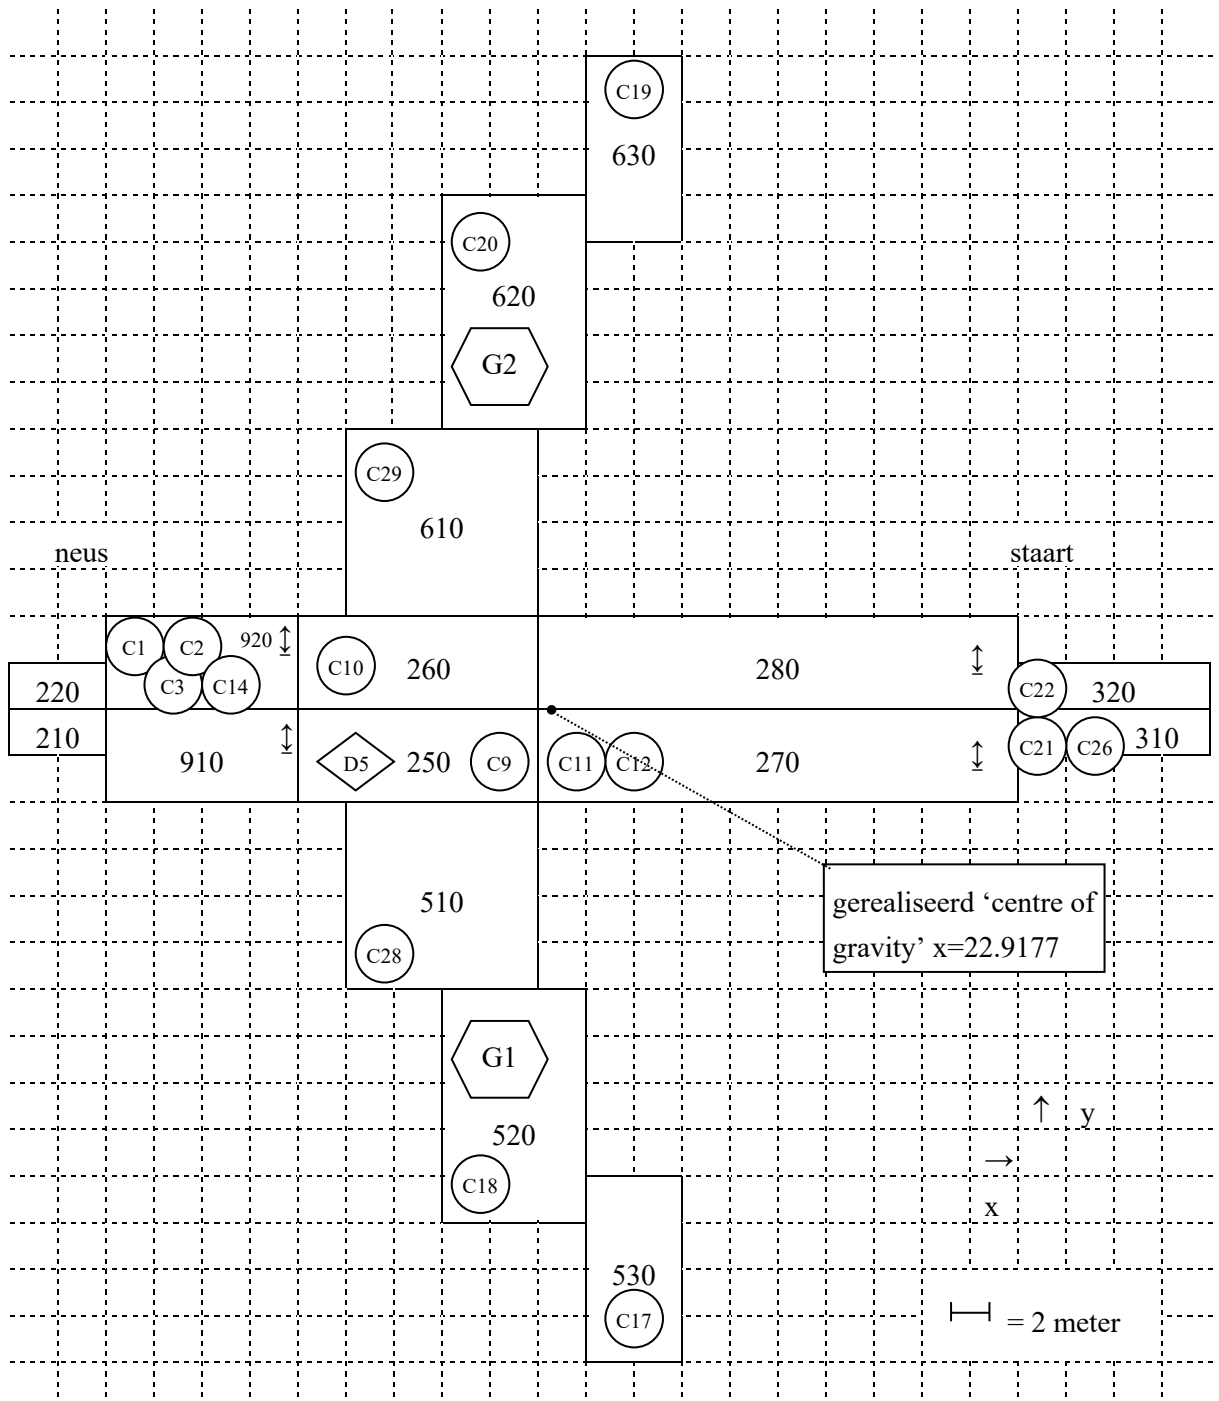 C19
630
C20
620
G2
C29
610
neus
staart
C1
C2
920 ↕
C3
C14
C10
260
280
↕
C22
320
220
210
910
↕
D5
250
C9
C11
C12
270
↕
C21
C26
310
gerealiseerd ‘centre of
gravity’ x=22.9177
510
C28
G1
520
C18
↑ y
→
x
530
C17
= 2 meter